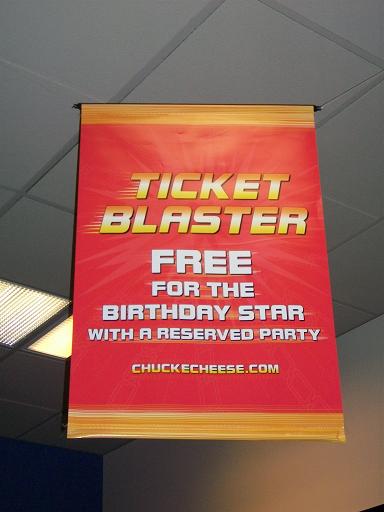 TICKET
BLASTER
FREE
FOR THE
BIRTHDAY STAR
WITH A RESERVED PARTY
CHUCKECHEESE.COM